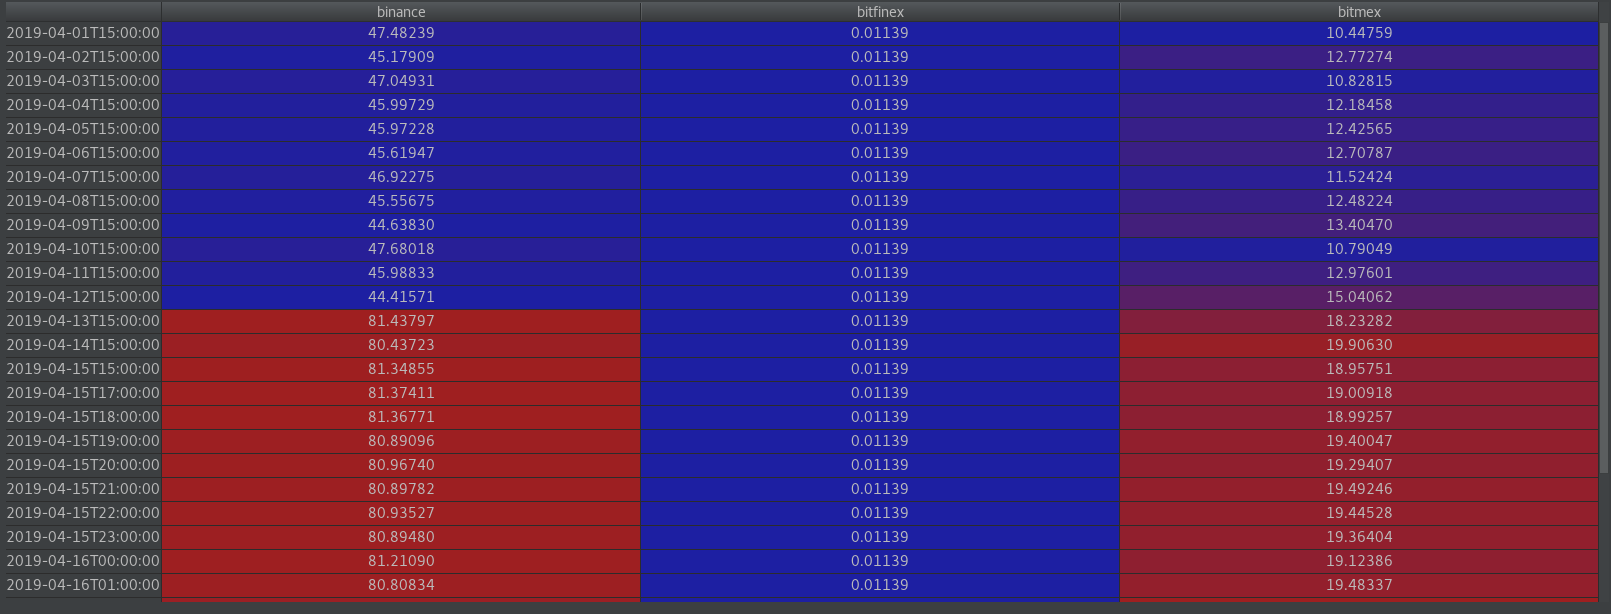 binance bitfinex bitmex
2019-04-01T15:00:00 47.48239 0.01139 10.44759
2019-04-02T15:00:00 45.17909 0.01139 12.77274
2019-04-03T15:00:00 47.04931 0.01139 10.82815
2019-04-04T15:00:00 45.99729 0.01139 12.18458
2019-04-05T15:00:00 45.97228 0.01139 12.42565
2019-04-06T15:00:00 45.61947 0.01139 12.70787
2019-04-07T15:00:00 46.92275 0.01139 11.52424
2019-04-08T15:00:00 45.55675 0.01139 12.48224
2019-04-09T15:00:00 44.63830 0.01139 13.40470
2019-04-10T15:00:00 47.68018 0.01139 10.79049
2019-04-11T15:00:00 45.98833 0.01139 12.97601
2019-04-12T15:00:00 44.41571 0.01139 15.04062
2019-04-13T15:00:00 81.43797 0.01139 18.23282
2019-04-14T15:00:00 80.43723 0.01139 19.90630
2019-04-15T15:00:00 81.34855 0.01139 18.95751
2019-04-15T17:00:00 81.37411 0.01139 19.00918
2019-04-15T18:00:00 81.36771 0.01139 18.99257
2019-04-15T19:00:00 80.89096 0.01139 19.40047
2019-04-15T20:00:00 80.96740 0.01139 19.29407
2019-04-15T21:00:00 80.89782 0.01139 19.49246
2019-04-15T22:00:00 80.93527 0.01139 19.44528
2019-04-15T23:00:00 80.89480 0.01139 19.36404
2019-04-16T00:00:00 81.21090 0.01139 19.12386
2019-04-16T01:00:00 80.80834 0.01139 19.48337